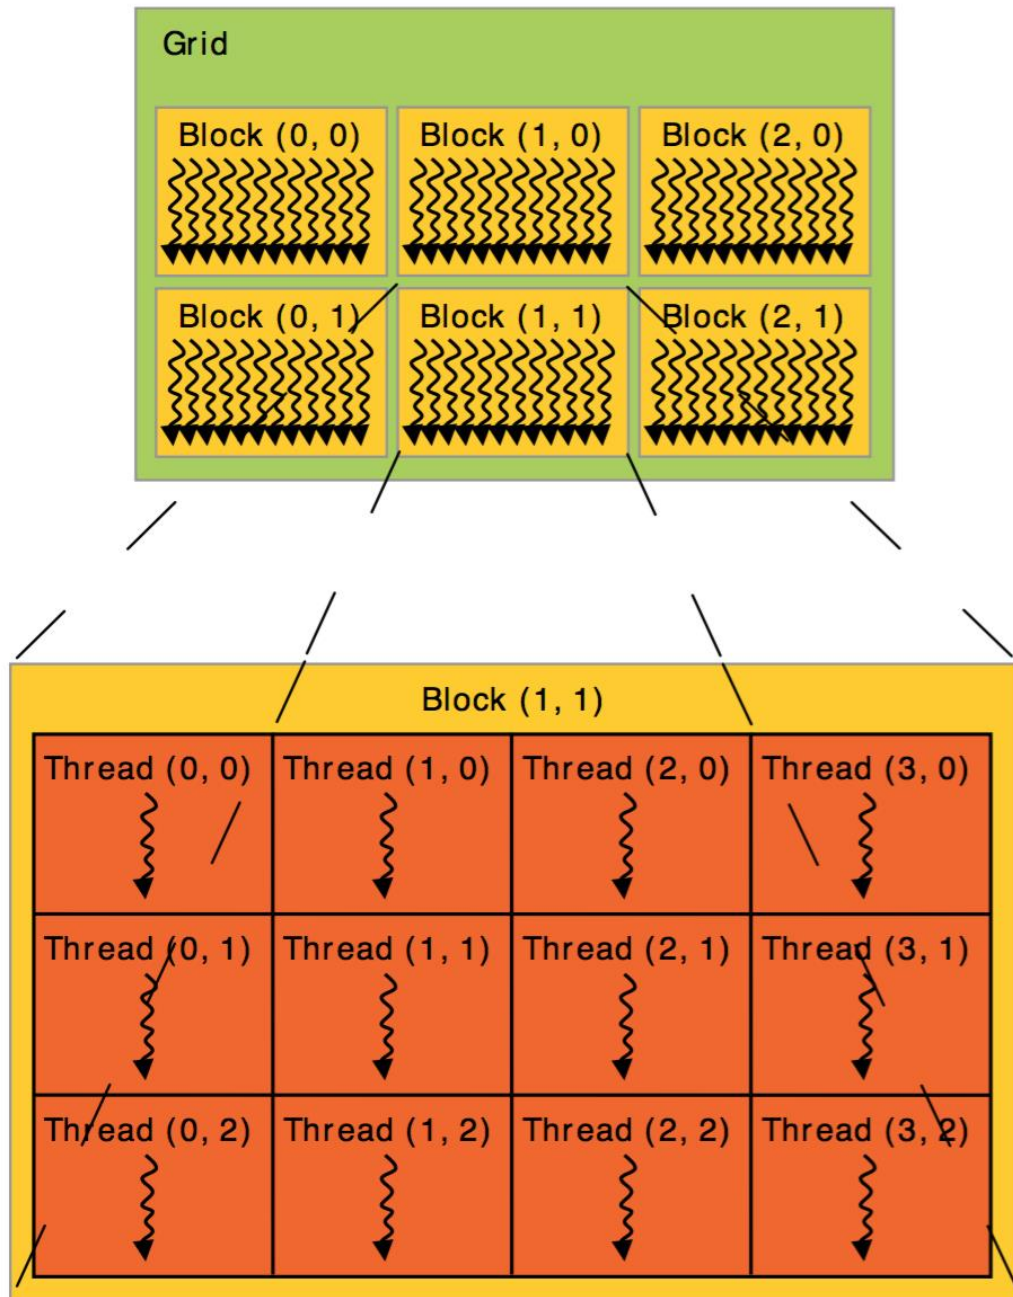 Grid
Block (0, 0) Block (1, 0) Block (2, 0)
Block (0, 1) Block (1, 1) Block (2, 1)
Block (1, 1)
Thread (0, 0) Thread (1, 0) Thread (2, 0) Thread (3, 0)
Thread (0, 1) Thread (1, 1) Thread (2, 1) Thread (3, 1)
Thread (0, 2) Thread (1, 2) Thread (2, 2) Thread (3, 2)